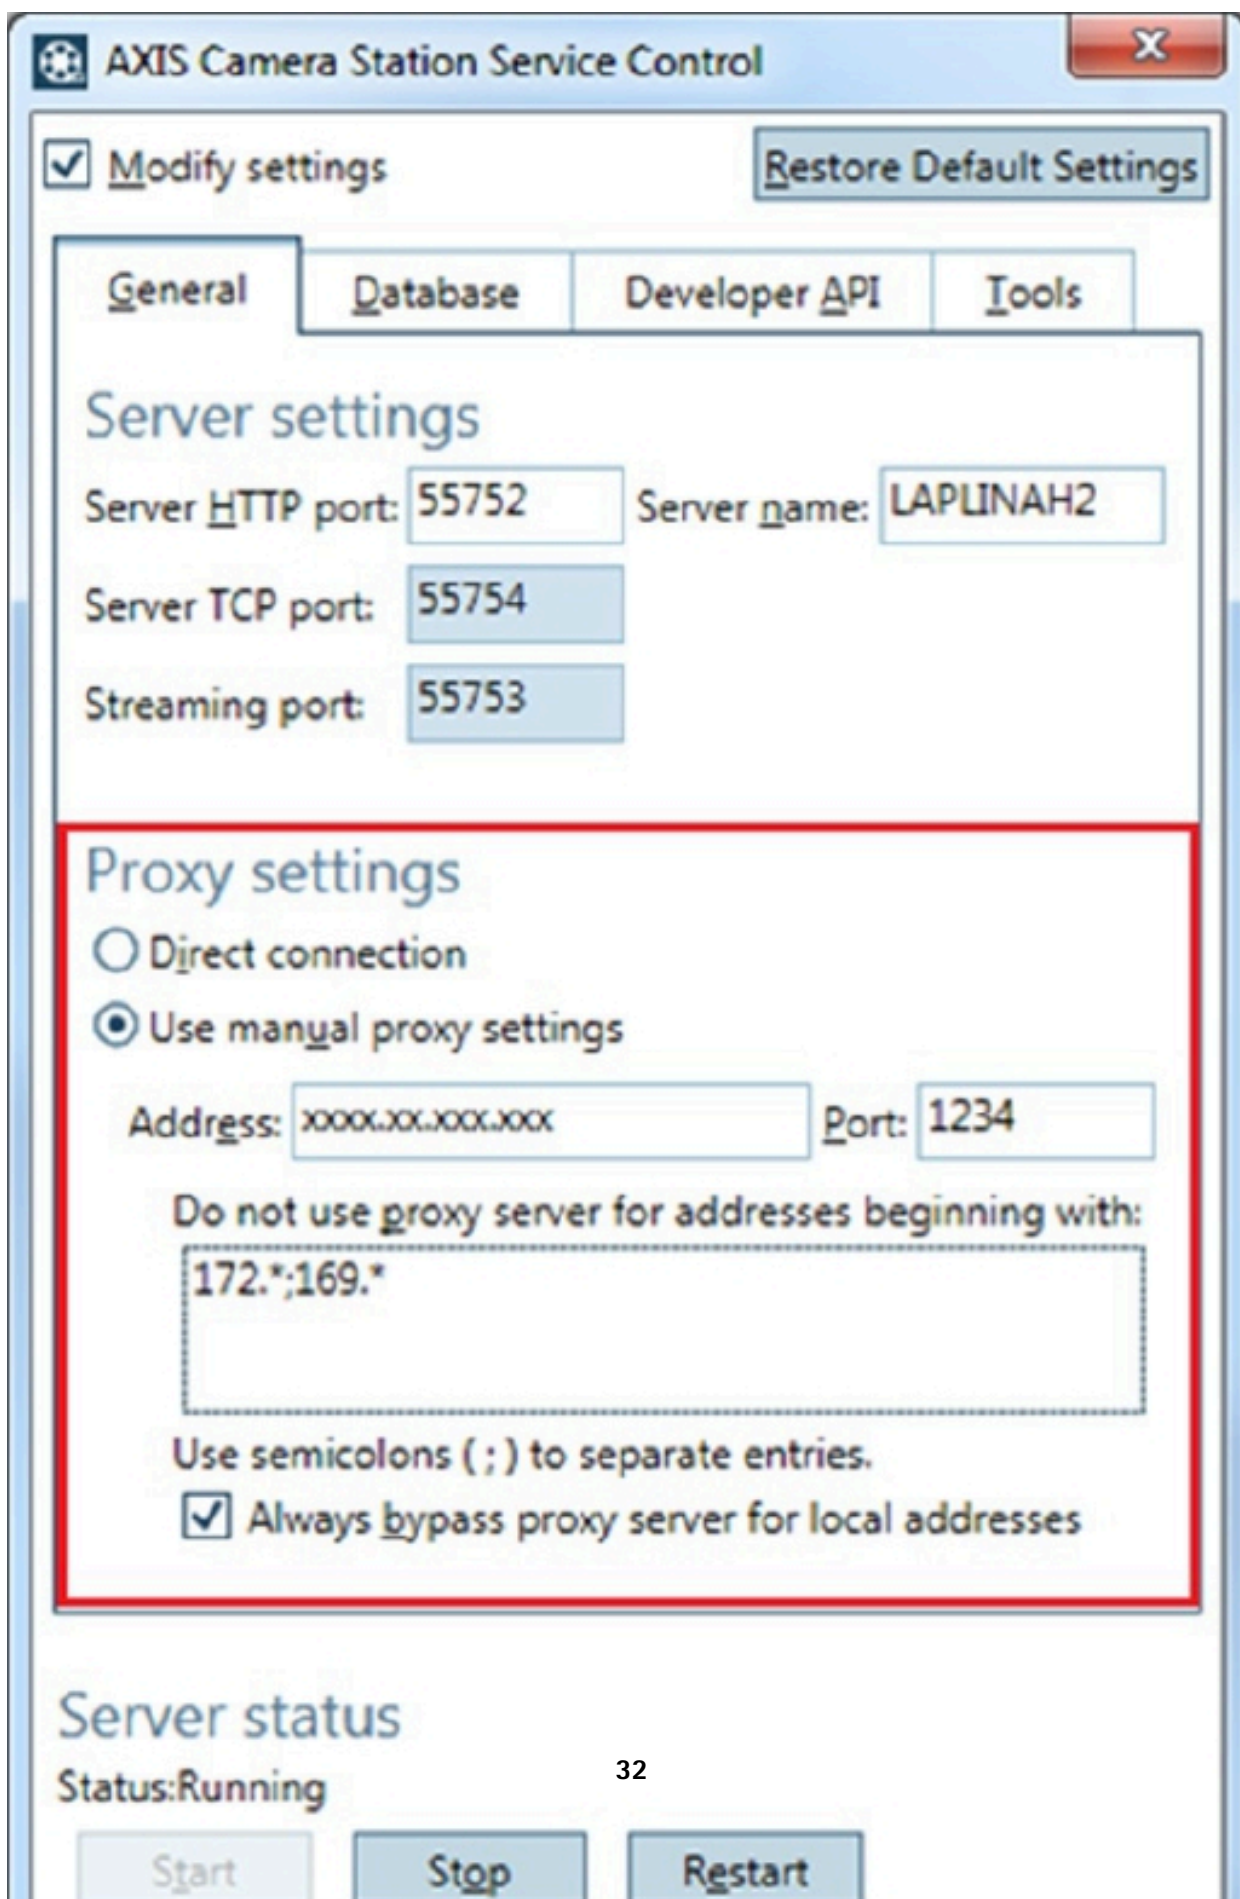 AXIS Camera Station Service Control
Modify settings Restore Default Settings
General Database Developer API Tools
Server settings
Server HTTP port: 55752 Server name: LAPLINAH2
Server TCP port: 55754
Streaming port: 55753
Proxy settings
Direct connection
Use manual proxy settings
Address: xxxx.xx.xxx.xxx Port: 1234
Do not use proxy server for addresses beginning with:
172.*;169.*
Use semicolons ( ; ) to separate entries.
Always bypass proxy server for local addresses
Server status
32
Status:Running
Start Stop Restart